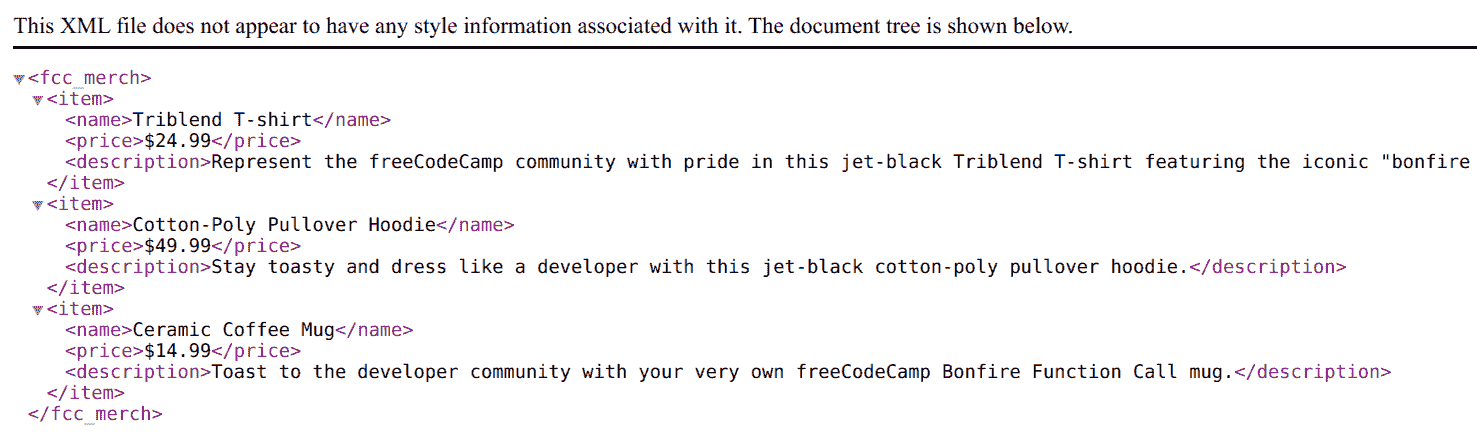 This XML file does not appear to have any style information associated with it. The document tree is shown below.
<fcc_merch>
<item>
<name>Triblend T-shirt</name>
<price>$24.99</price>
<description>Represent the freeCodeCamp community with pride in this jet-black Triblend T-shirt featuring the iconic "bonfire
</item>
<item>
<name>Cotton-Poly Pullover Hoodie</name>
<price>$49.99</price>
<description>Stay toasty and dress like a developer with this jet-black cotton-poly pullover hoodie.</description>
</item>
<item>
<name>Ceramic Coffee Mug</name>
<price>$14.99</price>
<description>Toast to the developer community with your very own freeCodeCamp Bonfire Function Call mug.</description>
</item>
</fcc_merch>